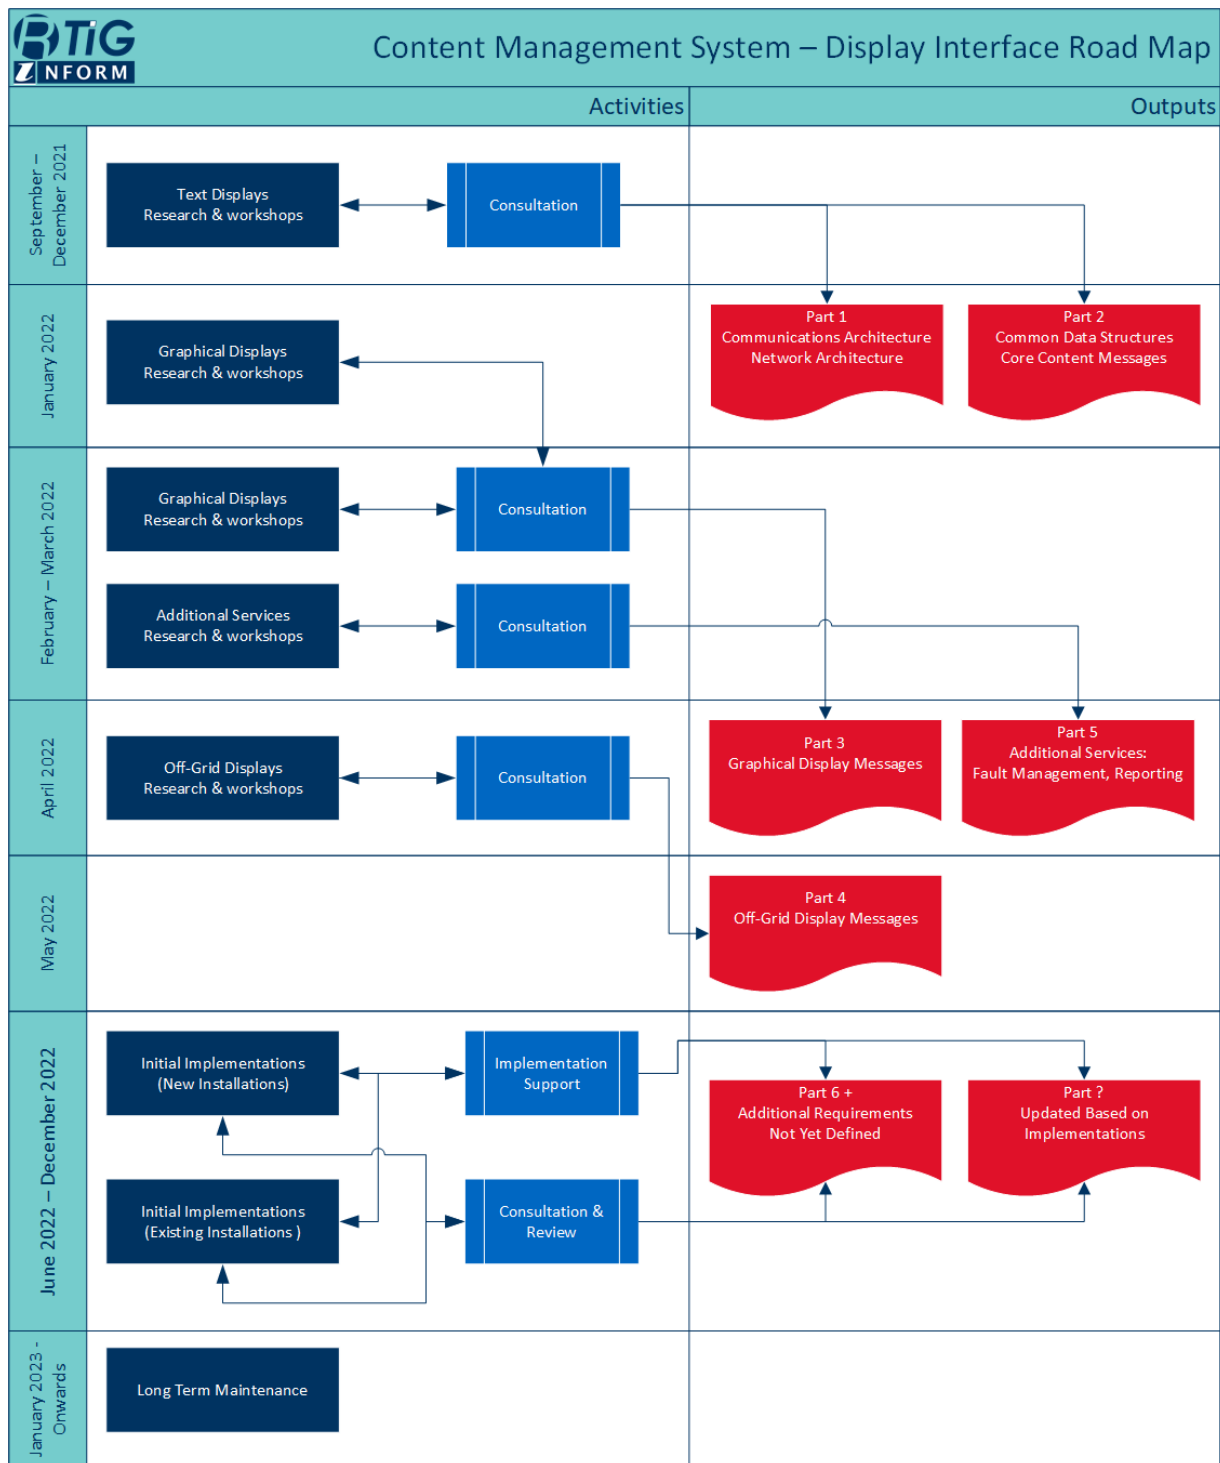 RTiG
iNFORM
Content Management System – Display Interface Road Map
Activities
Outputs
September –
December 2021
Text Displays
Research & workshops
Consultation
January 2022
Graphical Displays
Research & workshops
Part 1
Communications Architecture
Network Architecture
Part 2
Common Data Structures
Core Content Messages
February – March 2022
Graphical Displays
Research & workshops
Consultation
Additional Services
Research & workshops
Consultation
April 2022
Off-Grid Displays
Research & workshops
Consultation
Part 3
Graphical Display Messages
Part 5
Additional Services:
Fault Management, Reporting
May 2022
Part 4
Off-Grid Display Messages
June 2022 – December 2022
Initial Implementations
(New Installations)
Implementation
Support
Part 6 +
Additional Requirements
Not Yet Defined
Part ?
Updated Based on
Implementations
Initial Implementations
(Existing Installations )
Consultation &
Review
January 2023 -
Onwards
Long Term Maintenance